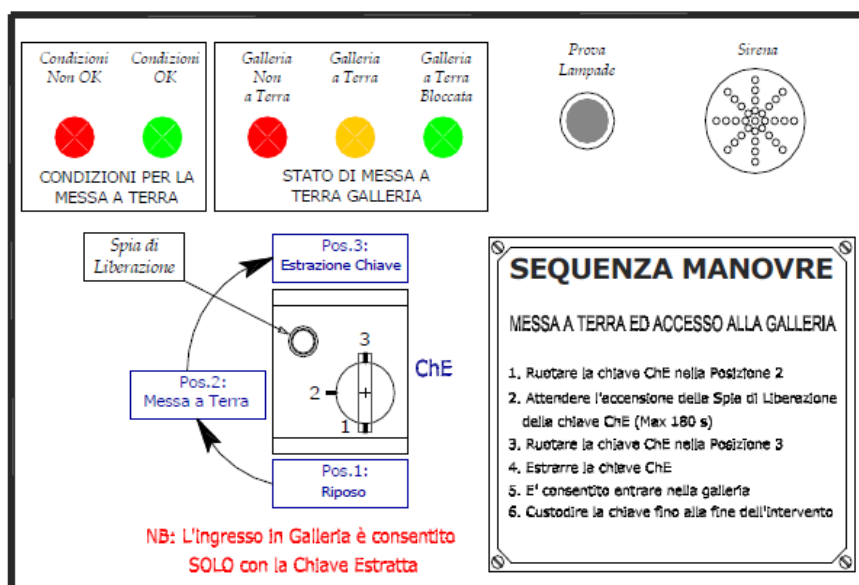 Condizioni
Non OK
Condizioni
OK
CONDIZIONI PER LA
MESSA A TERRA
Galleria
Non
a Terra
Galleria
a Terra
Galleria
a Terra
Bloccata
STATO DI MESSA A
TERRA GALLERIA
Prova
Lampade
Sirena
Spia di
Liberazione
Pos.3:
Estrazione Chiave
3
ChE
Pos.2:
Messa a Terra
2
1
Pos.1:
Riposo
NB: L'ingresso in Galleria è consentito
SOLO con la Chiave Estratta
SEQUENZA MANOVRE
MESSA A TERRA ED ACCESSO ALLA GALLERIA
1. Ruotare la chiave ChE nella Posizione 2
2. Attendere l'accensione della Spia di Liberazione
della chiave ChE (Max 180 s)
3. Ruotare la chiave ChE nella Posizione 3
4. Estrarre la chiave ChE
5. E' consentito entrare nella galleria
6. Custodire la chiave fino alla fine dell'intervento